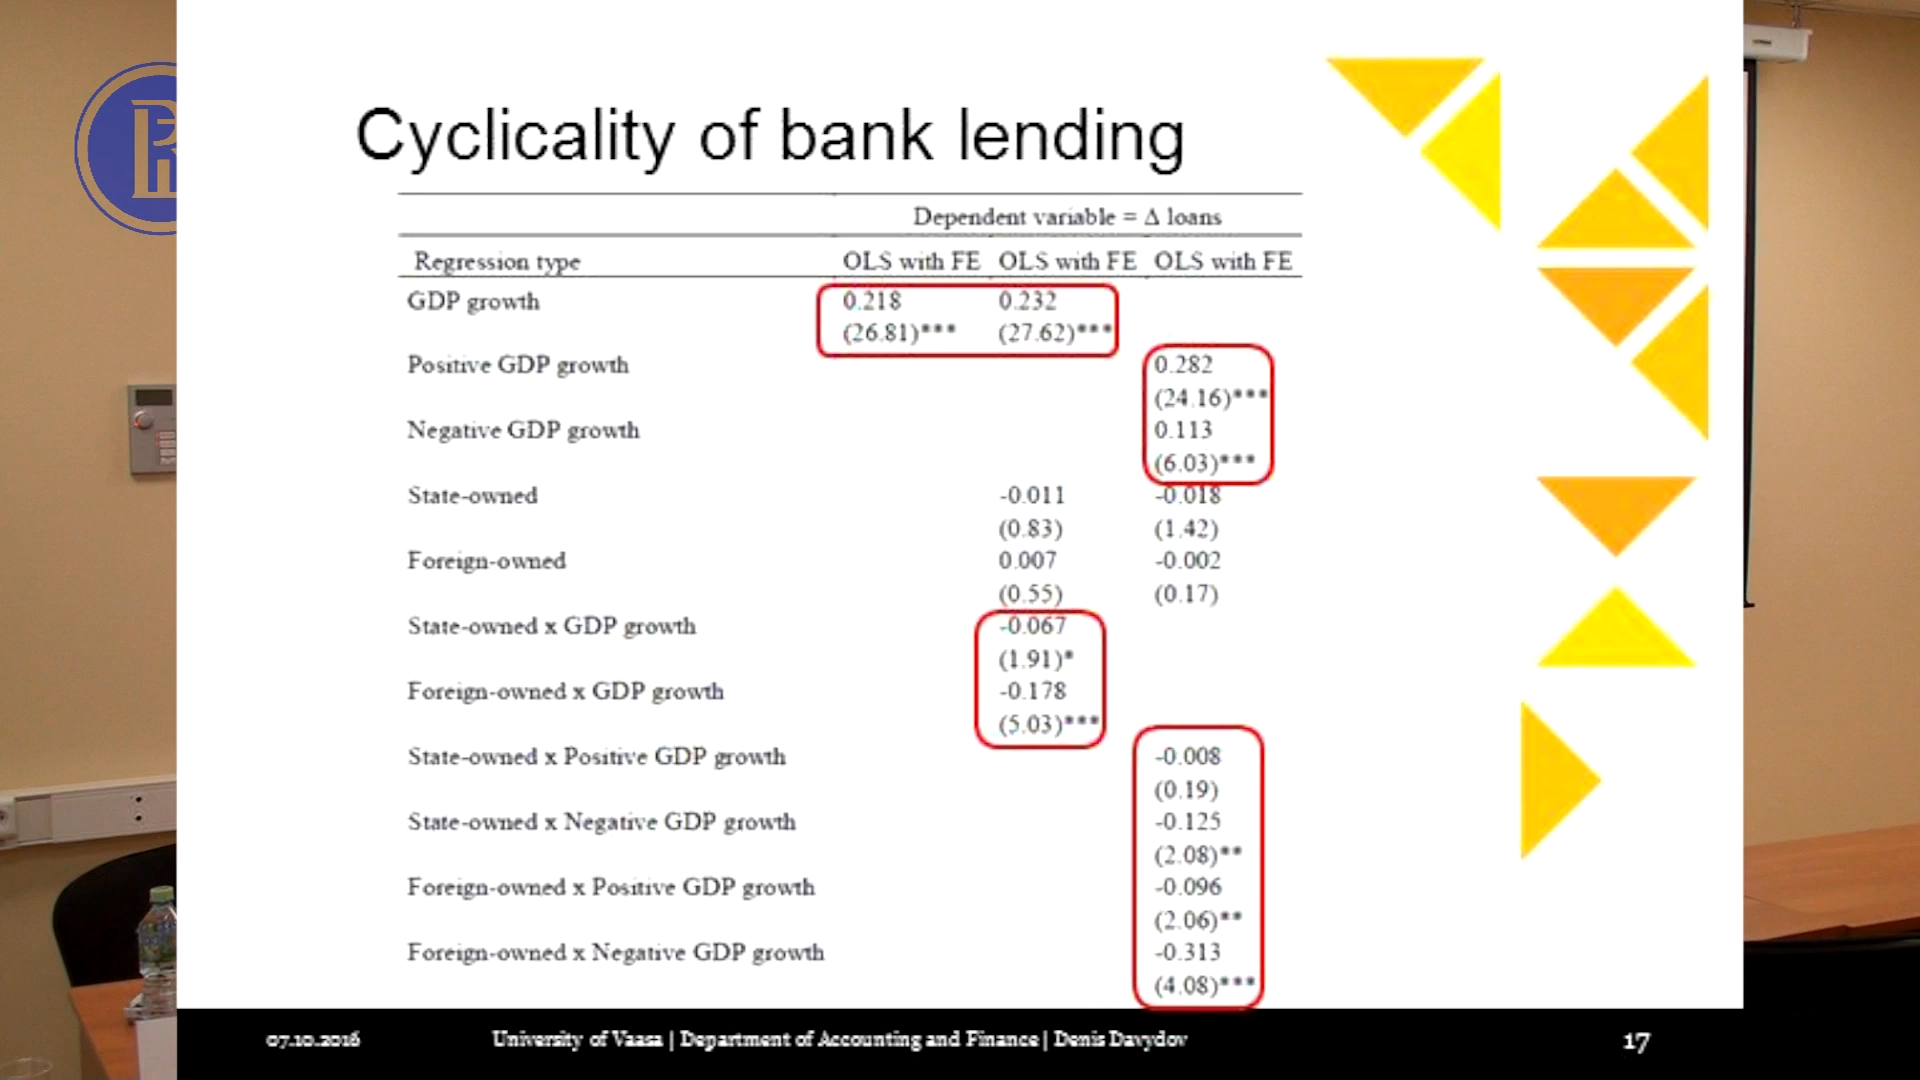 Cyclicality of bank lending
Dependent variable = Δ loans
Regression type OLS with FE OLS with FE OLS with FE
GDP growth 0.218 0.232
(26.81)*** (27.62)***
Positive GDP growth 0.282
(24.16)***
Negative GDP growth 0.113
(6.03)***
State-owned -0.011 -0.018
(0.83) (1.42)
Foreign-owned 0.007 -0.002
(0.55) (0.17)
State-owned x GDP growth -0.067
(1.91)*
Foreign-owned x GDP growth -0.178
(5.03)***
State-owned x Positive GDP growth -0.008
(0.19)
State-owned x Negative GDP growth -0.125
(2.08)**
Foreign-owned x Positive GDP growth -0.096
(2.06)**
Foreign-owned x Negative GDP growth -0.313
(4.08)***
07.10.2016 University of Vaasa | Department of Accounting and Finance | Denis Davydov 17